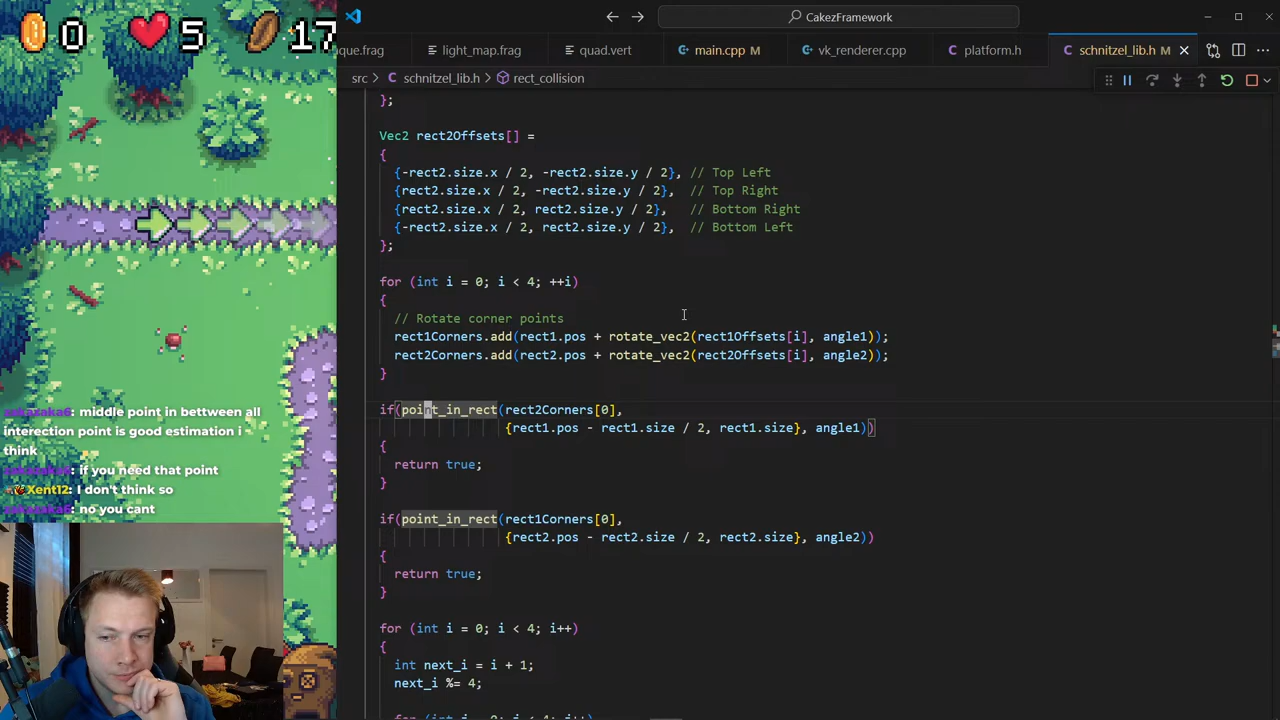 0 5 17
CakezFramework
que.frag light_map.frag quad.vert main.cpp M vk_renderer.cpp platform.h schnitzel_lib.h M
src > schnitzel_lib.h > rect_collision
};
Vec2 rect2Offsets[] =
{
{-rect2.size.x / 2, -rect2.size.y / 2}, // Top Left
{rect2.size.x / 2, -rect2.size.y / 2}, // Top Right
{rect2.size.x / 2, rect2.size.y / 2}, // Bottom Right
{-rect2.size.x / 2, rect2.size.y / 2}, // Bottom Left
};
for (int i = 0; i < 4; ++i)
{
// Rotate corner points
rect1Corners.add(rect1.pos + rotate_vec2(rect1Offsets[i], angle1));
rect2Corners.add(rect2.pos + rotate_vec2(rect2Offsets[i], angle2));
}
if(point_in_rect(rect2Corners[0],
{rect1.pos - rect1.size / 2, rect1.size}, angle1))
{
return true;
}
if(point_in_rect(rect1Corners[0],
{rect2.pos - rect2.size / 2, rect2.size}, angle2))
{
return true;
}
for (int i = 0; i < 4; i++)
{
int next_i = i + 1;
next_i %= 4;
zakazaka6: middle point in bettween all
interection point is good estimation i
think
zakazaka6: if you need that point
Xent12: I don't think so
zakazaka6: no you cant